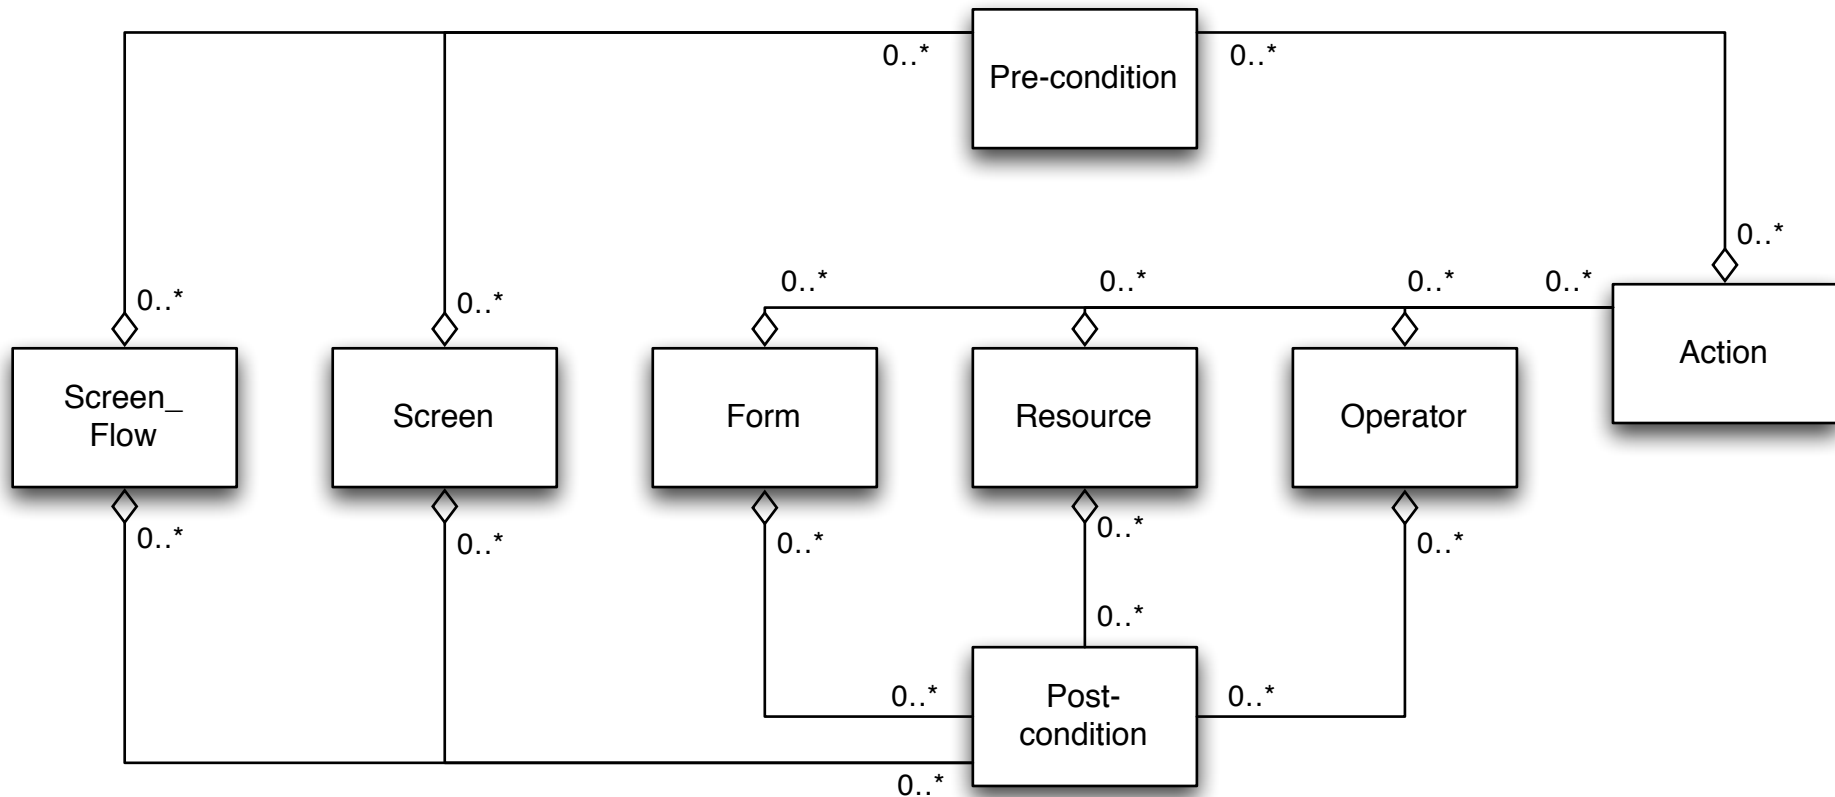 0..*
Pre-condition
0..*
0..*
0..*
0..*
0..*
0..*
0..*
0..*
Screen_
Flow
Screen
Form
Resource
Operator
Action
0..*
0..*
0..*
0..*
0..*
0..*
0..*
Post-
condition
0..*
0..*